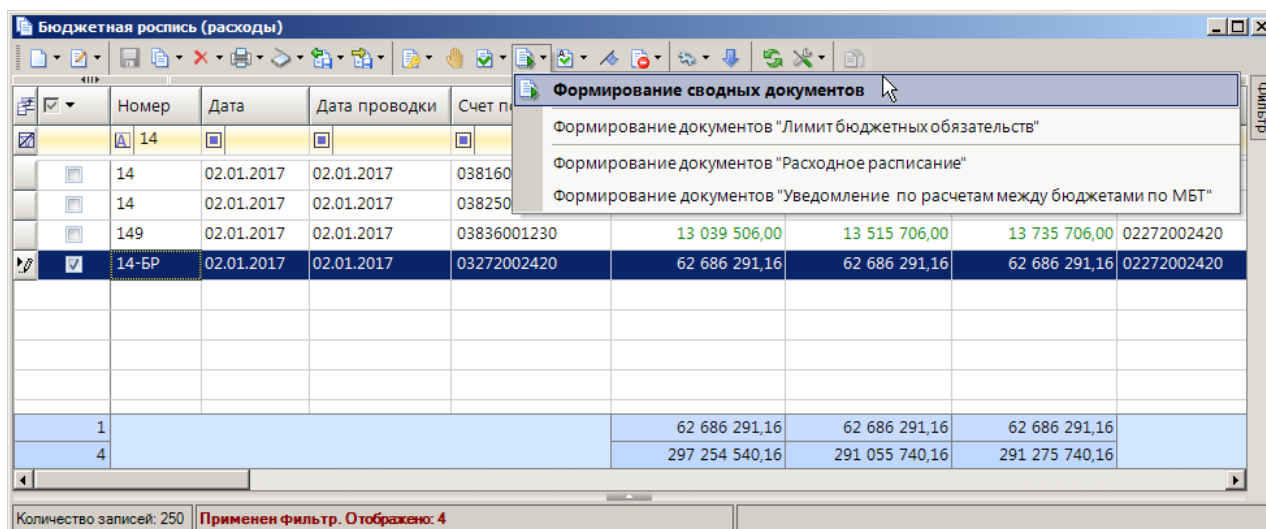 Бюджетная роспись (расходы)
Формирование сводных документов
Формирование документов "Лимит бюджетных обязательств"
Формирование документов "Расходное расписание"
Формирование документов "Уведомление по расчетам между бюджетами по МБТ"
Фильтр
Номер Дата Дата проводки Счет п
14
14 02.01.2017 02.01.2017 038160
14 02.01.2017 02.01.2017 038250
149 02.01.2017 02.01.2017 03836001230 13 039 506,00 13 515 706,00 13 735 706,00 02272002420
14-БР 02.01.2017 02.01.2017 03272002420 62 686 291,16 62 686 291,16 62 686 291,16 02272002420
1 62 686 291,16 62 686 291,16 62 686 291,16
4 297 254 540,16 291 055 740,16 291 275 740,16
Количество записей: 250 Применен фильтр. Отображено: 4